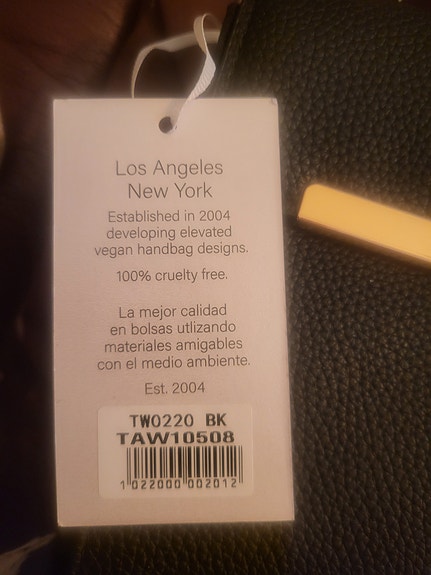 Los Angeles
New York
Established in 2004
developing elevated
vegan handbag designs.
100% cruelty free.
La mejor calidad
en bolsas utlizando
materiales amigables
con el medio ambiente.
Est. 2004
TW0220 BK
TAW10508
1 022000 002012